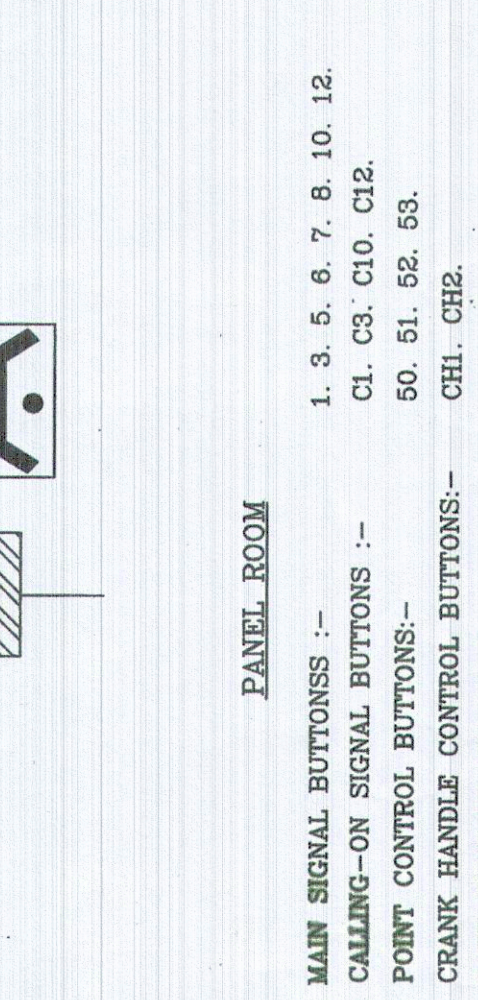 PANEL ROOM
MAIN SIGNAL BUTTONSS :- 1. 3. 5. 6. 7. 8. 10. 12.
CALLING-ON SIGNAL BUTTONS :- C1. C3. C10. C12.
POINT CONTROL BUTTONS:- 50. 51. 52. 53.
CRANK HANDLE CONTROL BUTTONS:- CH1. CH2.